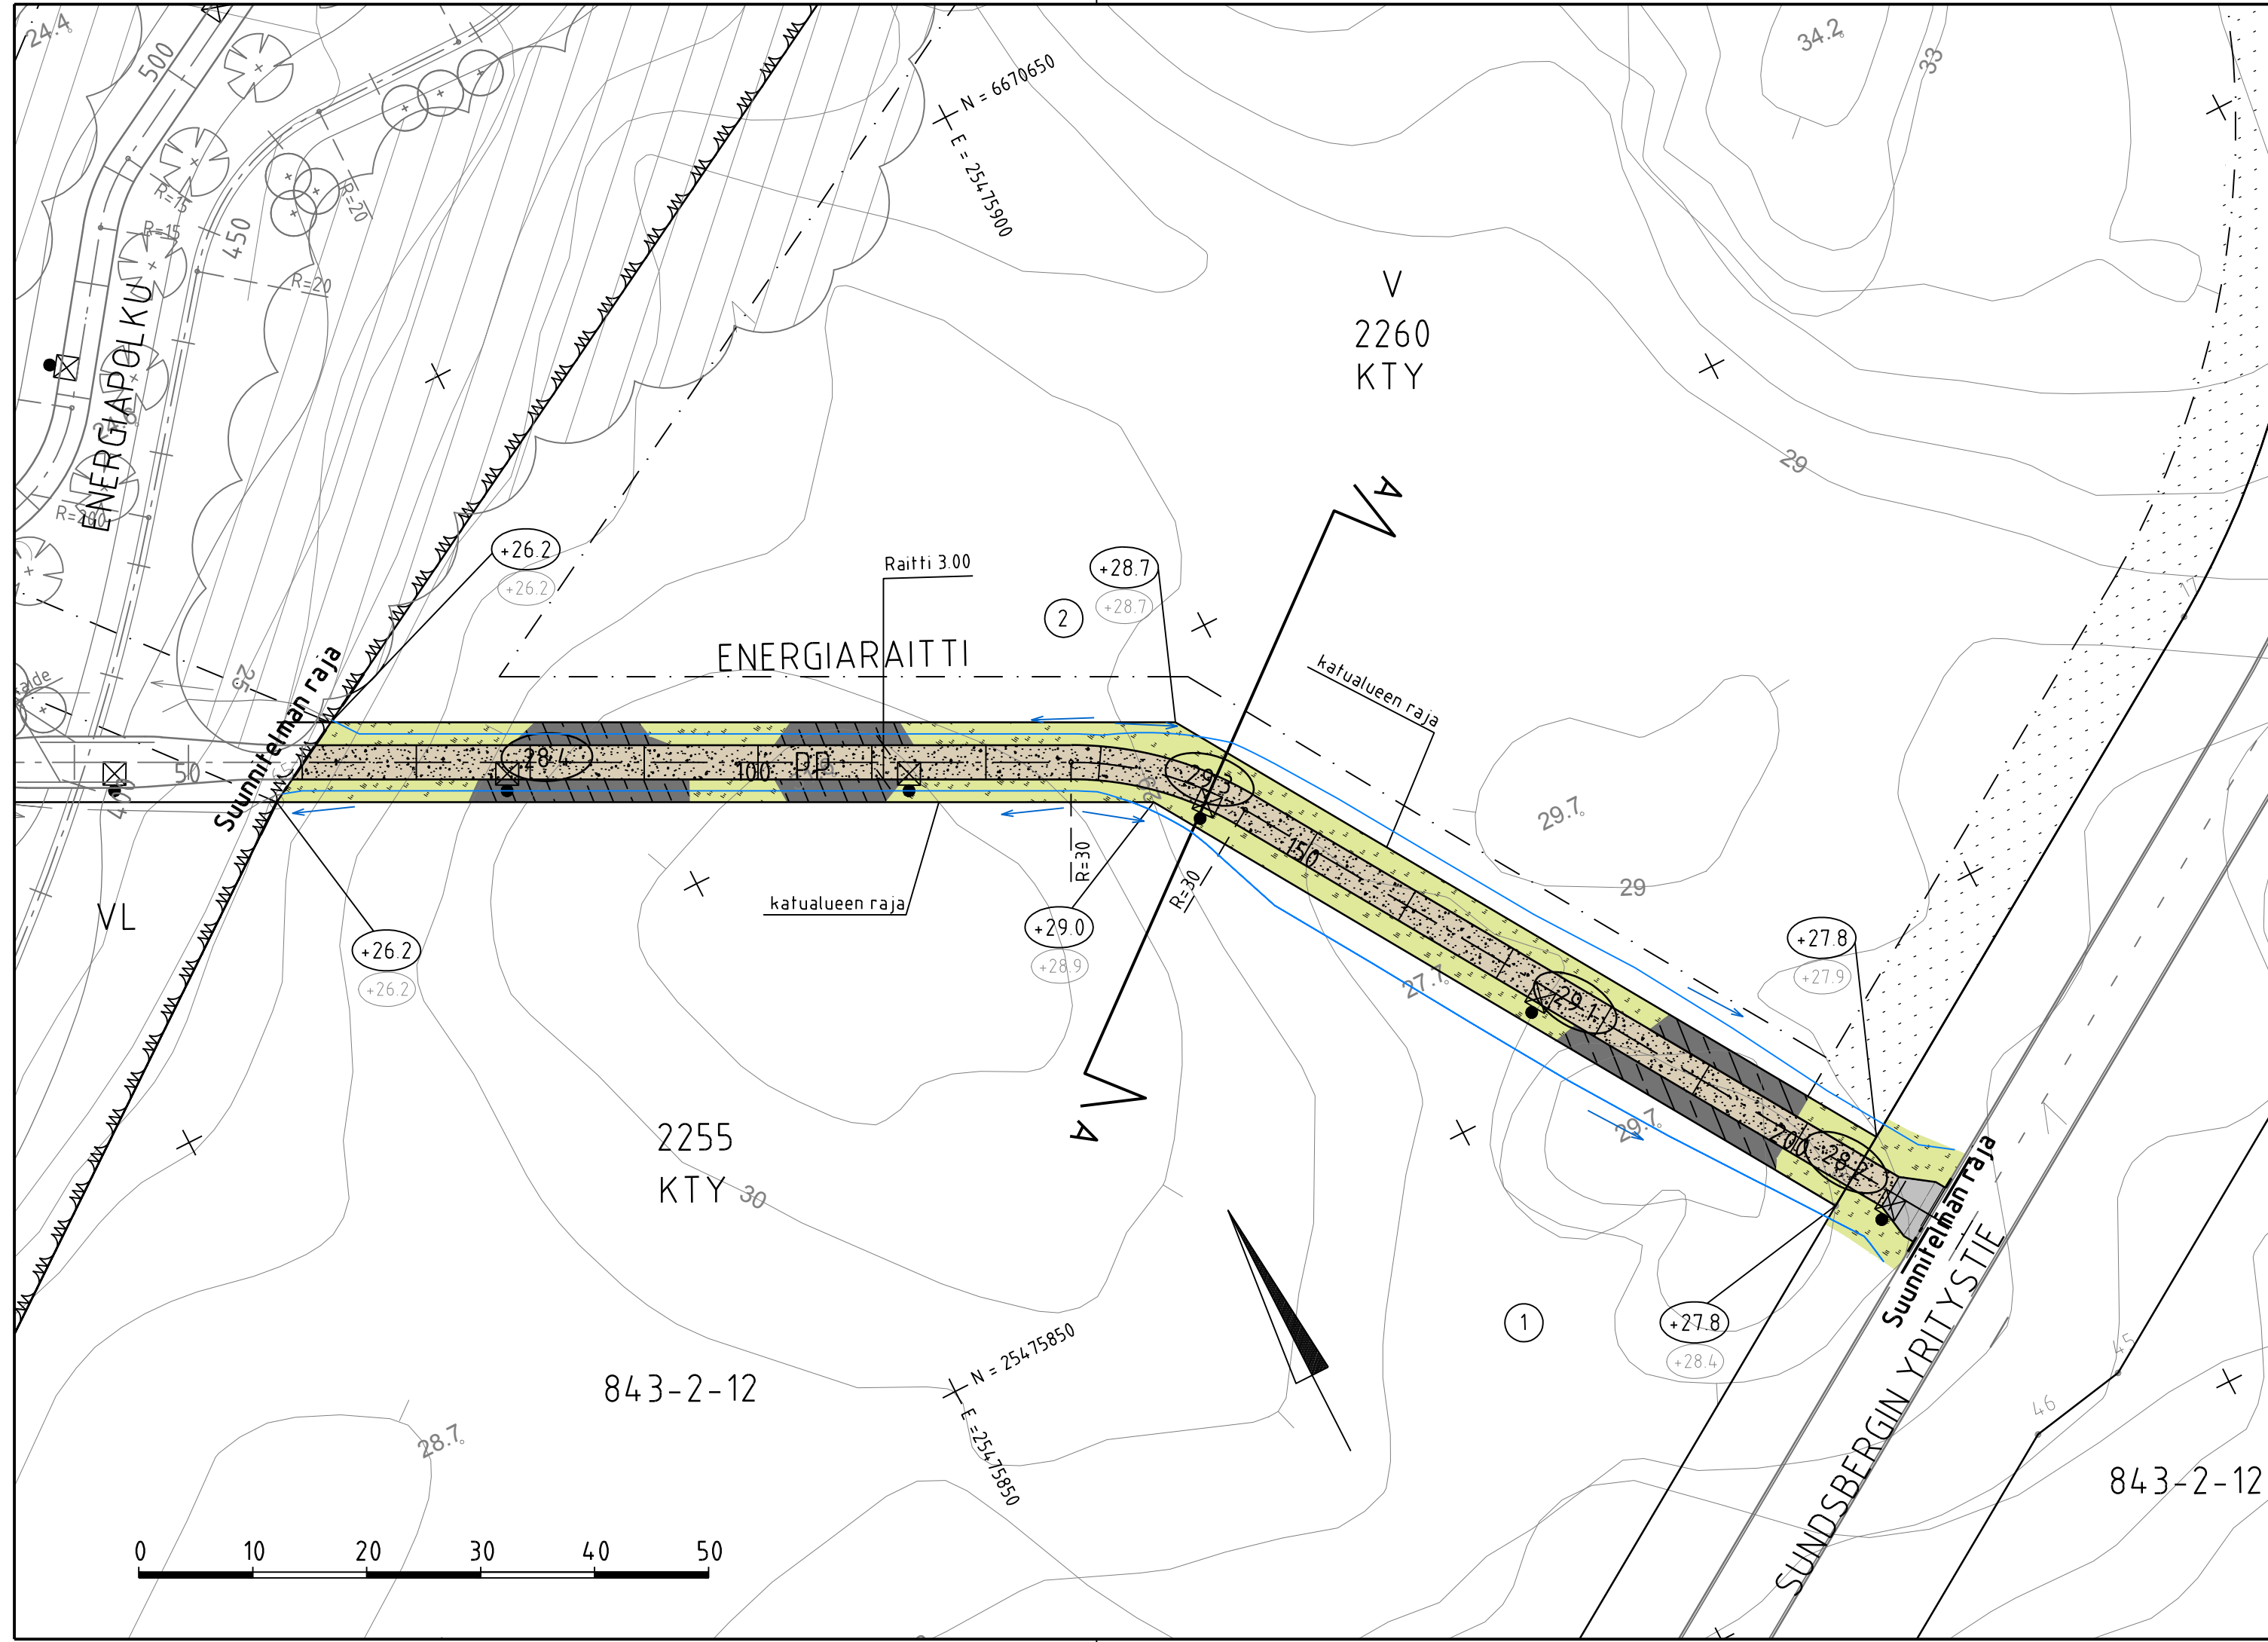 24.4
500
R=15
R=15
R=20
450
R=20
ENERGIAPOLKU
R=200
N = 6670650
E = 25475900
34.2
33
V
2260
KTY
29
17
+26.2
+26.2
Raitti 3.00
+28.7
+28.7
2
ENERGIARAITTI
katualueen raja
25
Suunnitelman raja
50
28.4
100
pp
29.3
150
29.7
29
R=30
R=30
katualueen raja
VL
+26.2
+26.2
+29.0
+28.9
27.7
29.1
+27.8
+27.9
29.7
200
2255
KTY
30
Suunnitelman raja
SUNDSBERGIN YRITYSTIE
1
+27.8
+28.4
45
46
843-2-12
N = 25475850
E =25475850
28.7
843-2-12
0 10 20 30 40 50
A
A